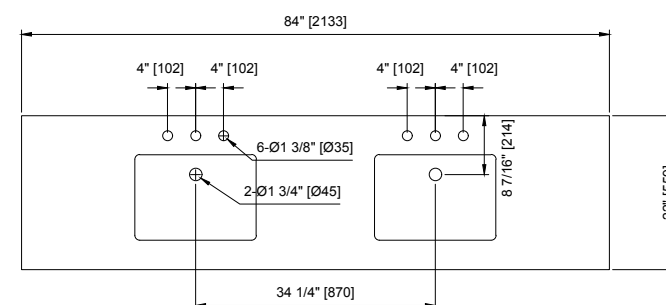 84" [2133]
4" [102] 4" [102] 4" [102] 4" [102]
6-Ø1 3/8" [Ø35]
8 7/16" [214]
2-Ø1 3/4" [Ø45]
34 1/4" [870]